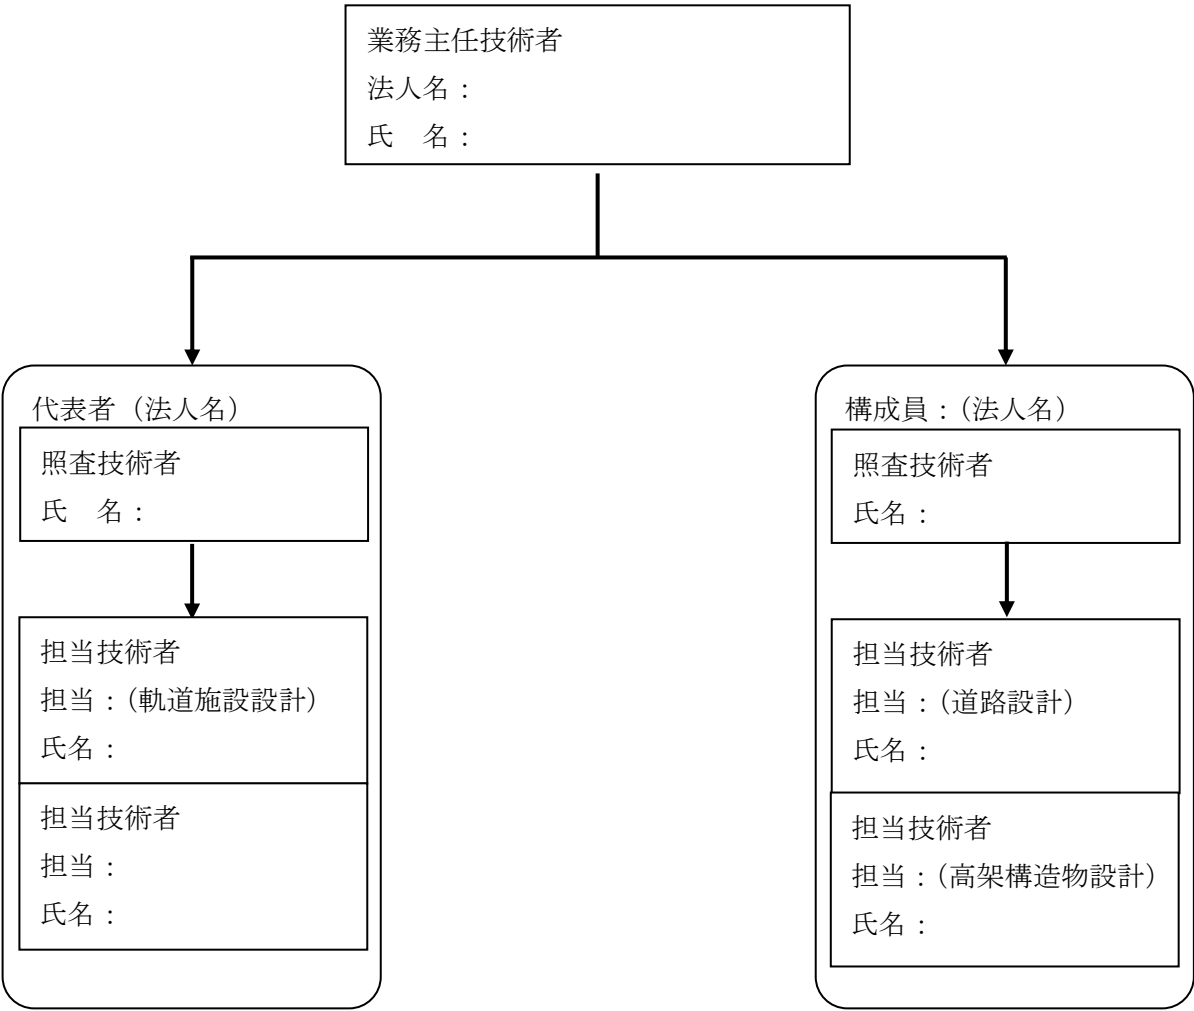 業務主任技術者
法人名：
氏　名：
代表者（法人名）
照査技術者
氏　名：
担当技術者
担当：（軌道施設設計）
氏名：
担当技術者
担当：
氏名：
構成員：（法人名）
照査技術者
氏名：
担当技術者
担当：（道路設計）
氏名：
担当技術者
担当：（高架構造物設計）
氏名：